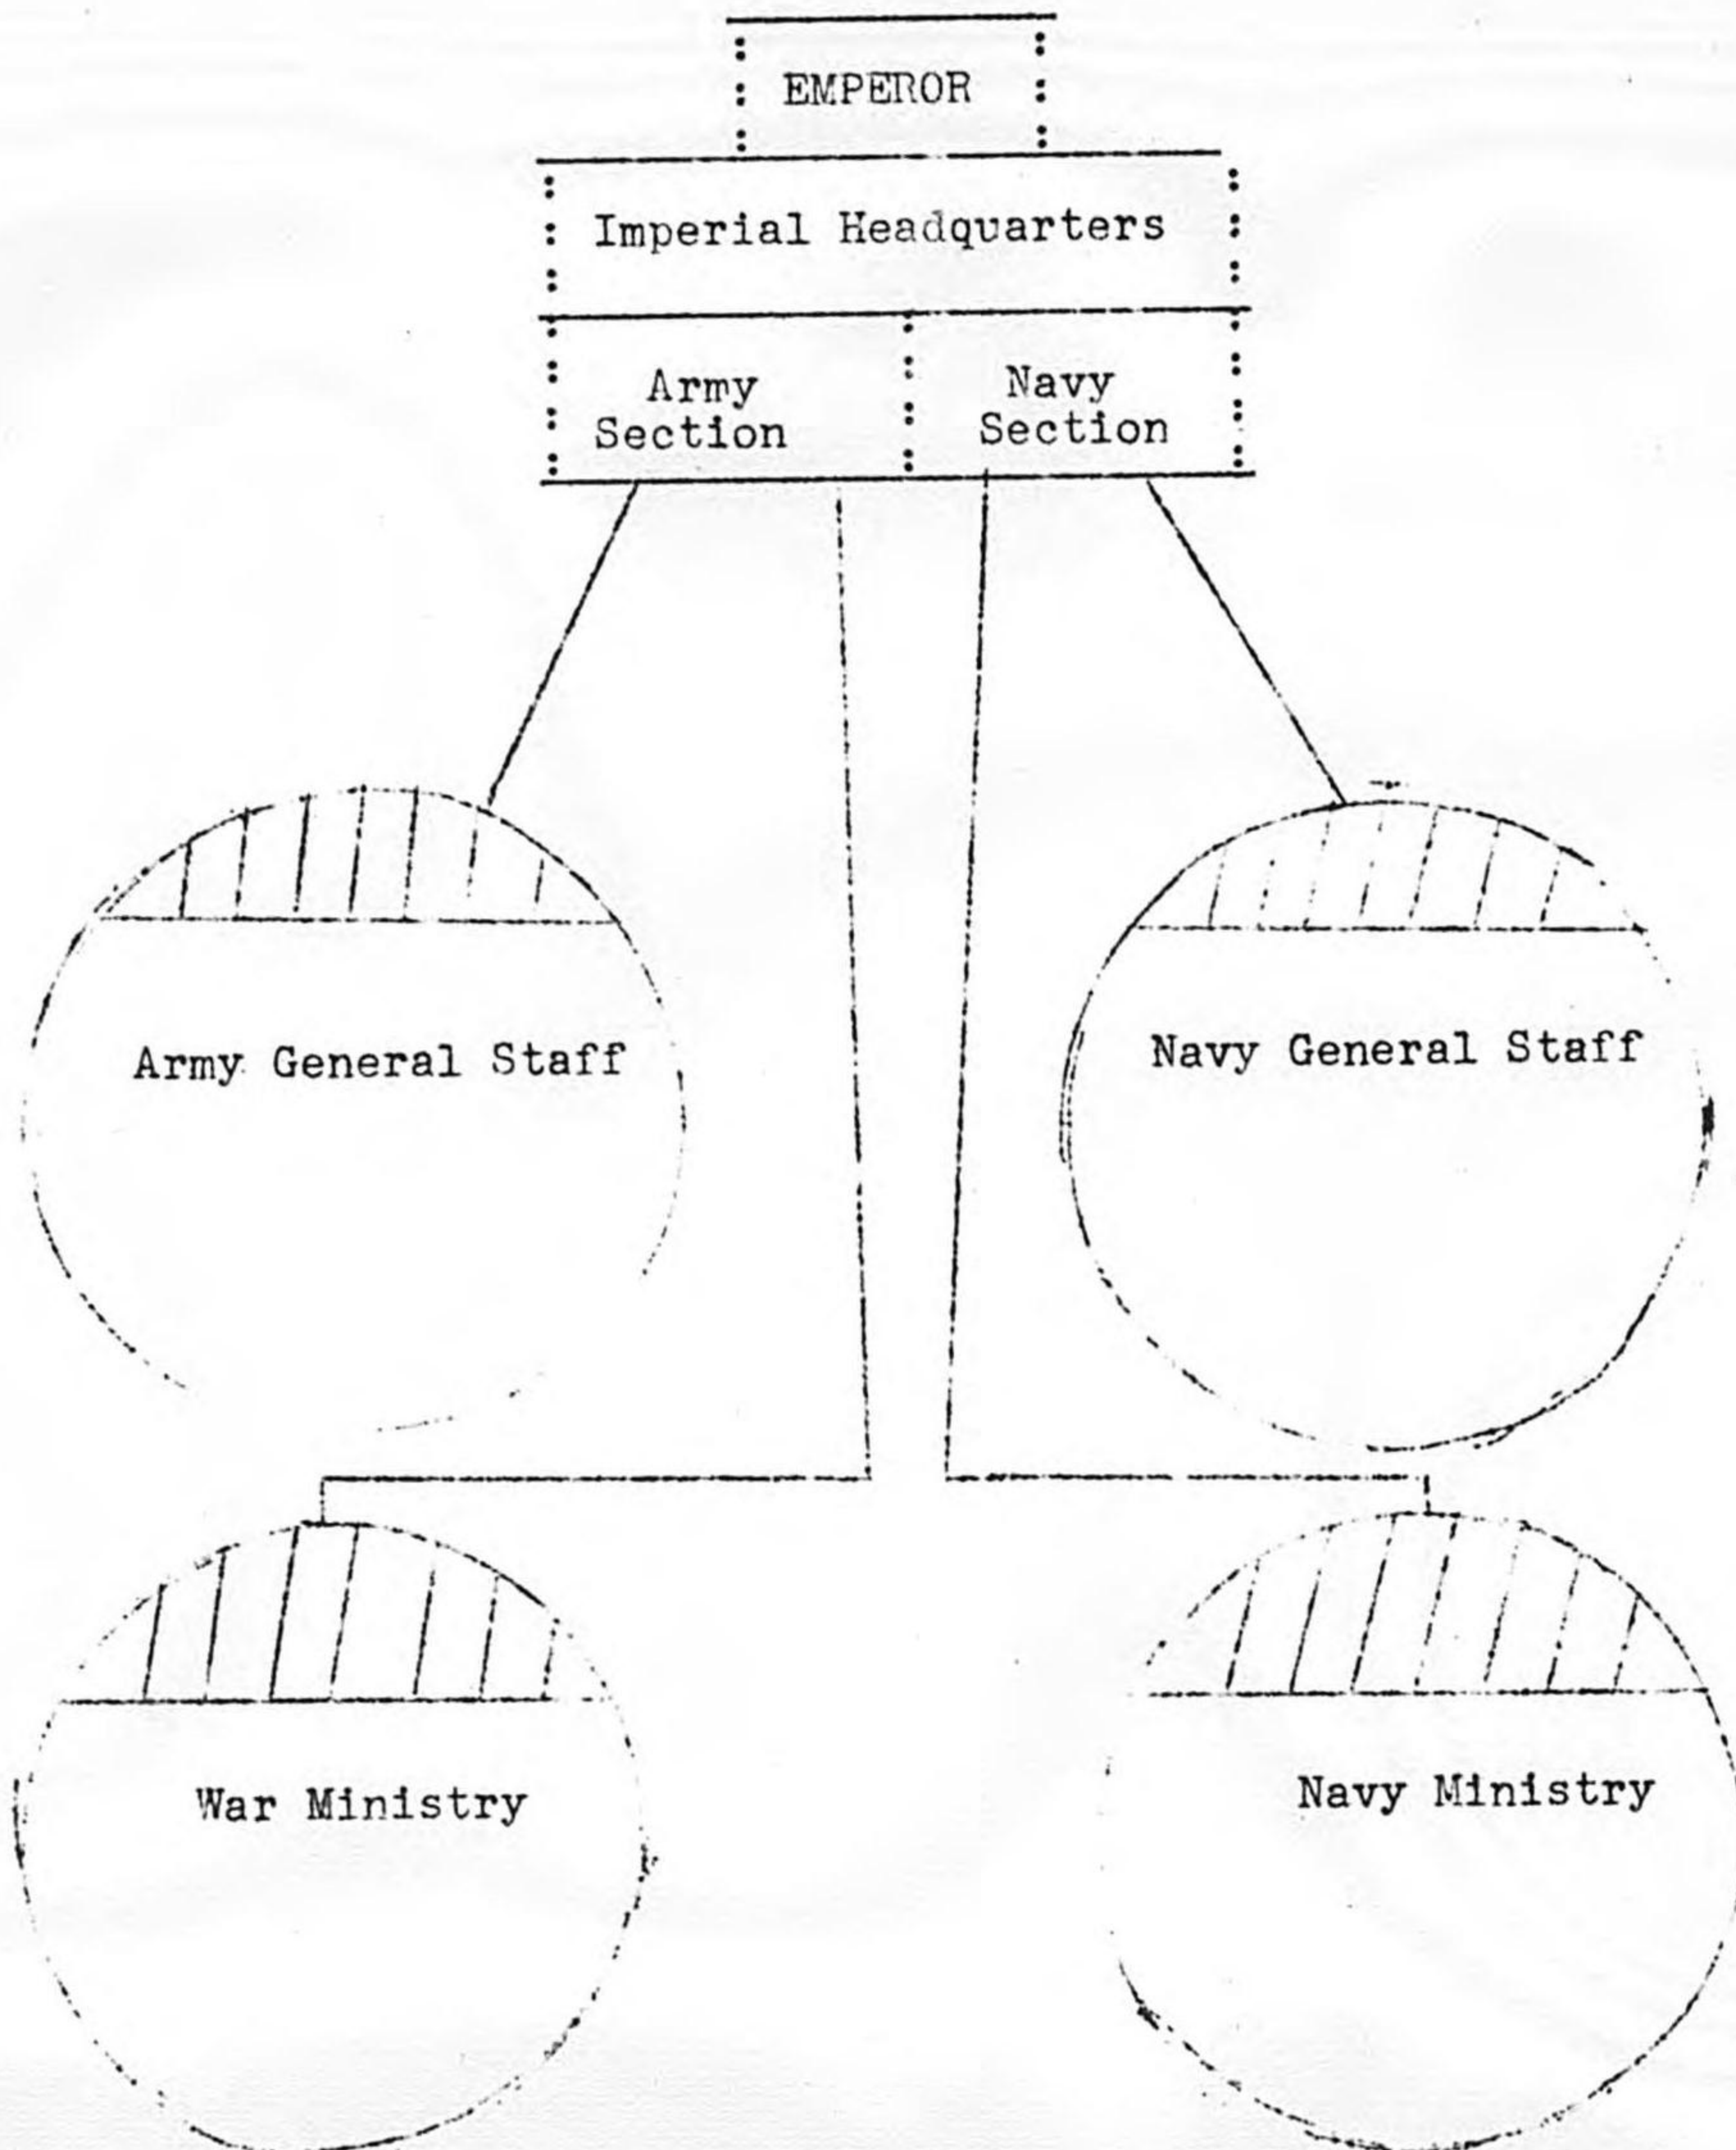 EMPEROR
Imperial Headquarters
Army
Section
Navy
Section
Army General Staff
Navy General Staff
War Ministry
Navy Ministry